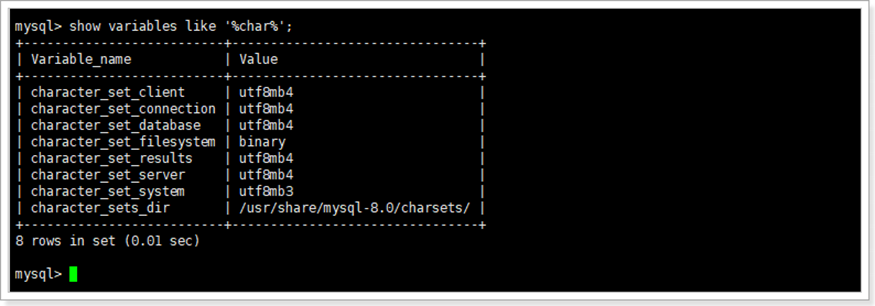 mysql> show variables like '%char%';
+--------------------------+--------------------------------+
| Variable_name            | Value                          |
+--------------------------+--------------------------------+
| character_set_client     | utf8mb4                        |
| character_set_connection | utf8mb4                        |
| character_set_database   | utf8mb4                        |
| character_set_filesystem | binary                         |
| character_set_results    | utf8mb4                        |
| character_set_server     | utf8mb4                        |
| character_set_system     | utf8mb3                        |
| character_sets_dir       | /usr/share/mysql-8.0/charsets/ |
+--------------------------+--------------------------------+
8 rows in set (0.01 sec)
mysql>